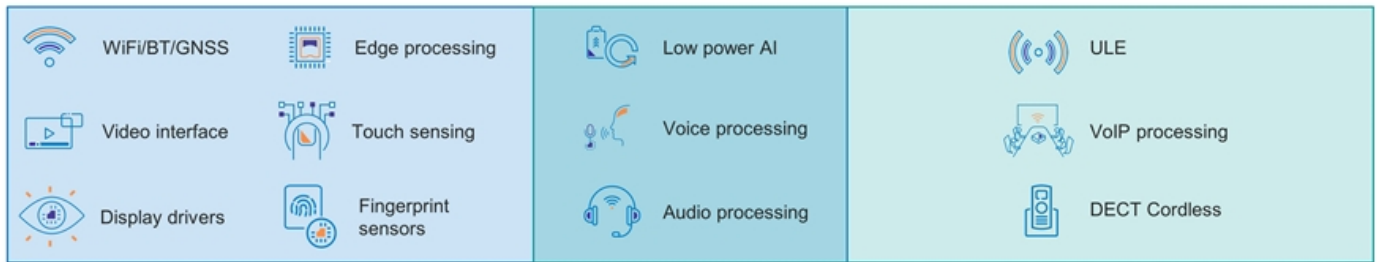 WiFi/BT/GNSS
Edge processing
Low power AI
ULE
Video interface
Touch sensing
Voice processing
VoIP processing
Display drivers
Fingerprint
sensors
Audio processing
DECT Cordless